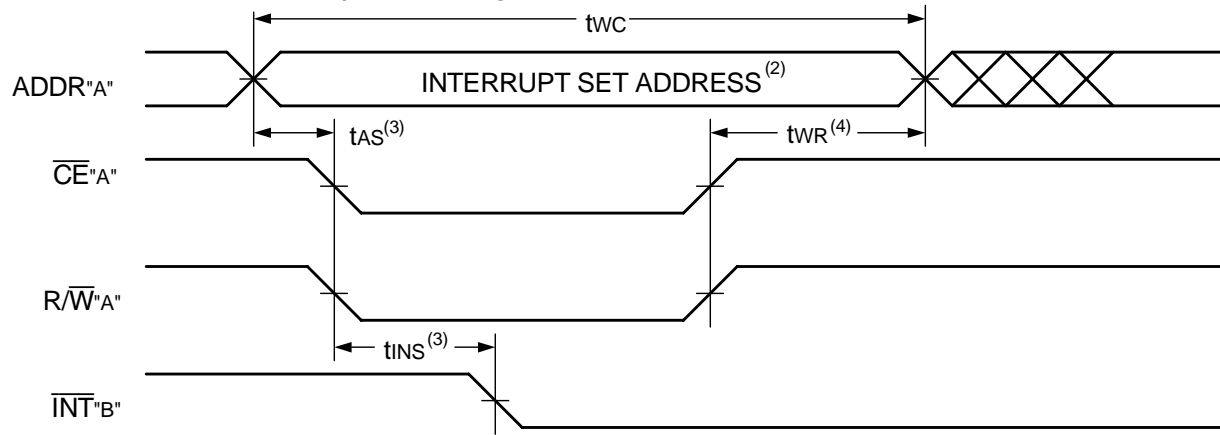 tWC
ADDR"A"
INTERRUPT SET ADDRESS(2)
tAS(3)
tWR(4)
CE"A"
R/W"A"
tINS(3)
INT"B"